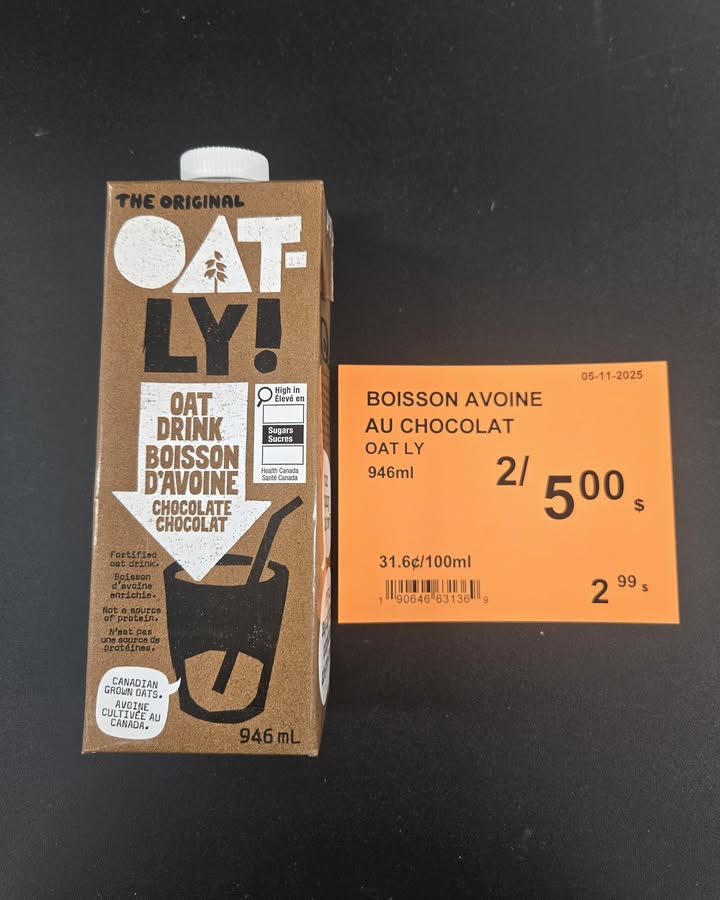 THE ORIGINAL
OAT-
LY!
OAT
DRINK
BOISSON
D'AVOINE
CHOCOLATE
CHOCOLAT
High in
Élevé en
Sugars
Sucres
Health Canada
Santé Canada
Fortified
oat drink.
Boisson
d'avoine
enrichie.
Not a source
of protein.
N'est pas
une source de
protéines.
CANADIAN
GROWN OATS.
AVOINE
CULTIVÉE AU
CANADA.
946 mL
05-11-2025
BOISSON AVOINE
AU CHOCOLAT
OAT LY
946ml
2/ 5 00 $
31.6¢/100ml
1 90646 63136 9
2 99 $